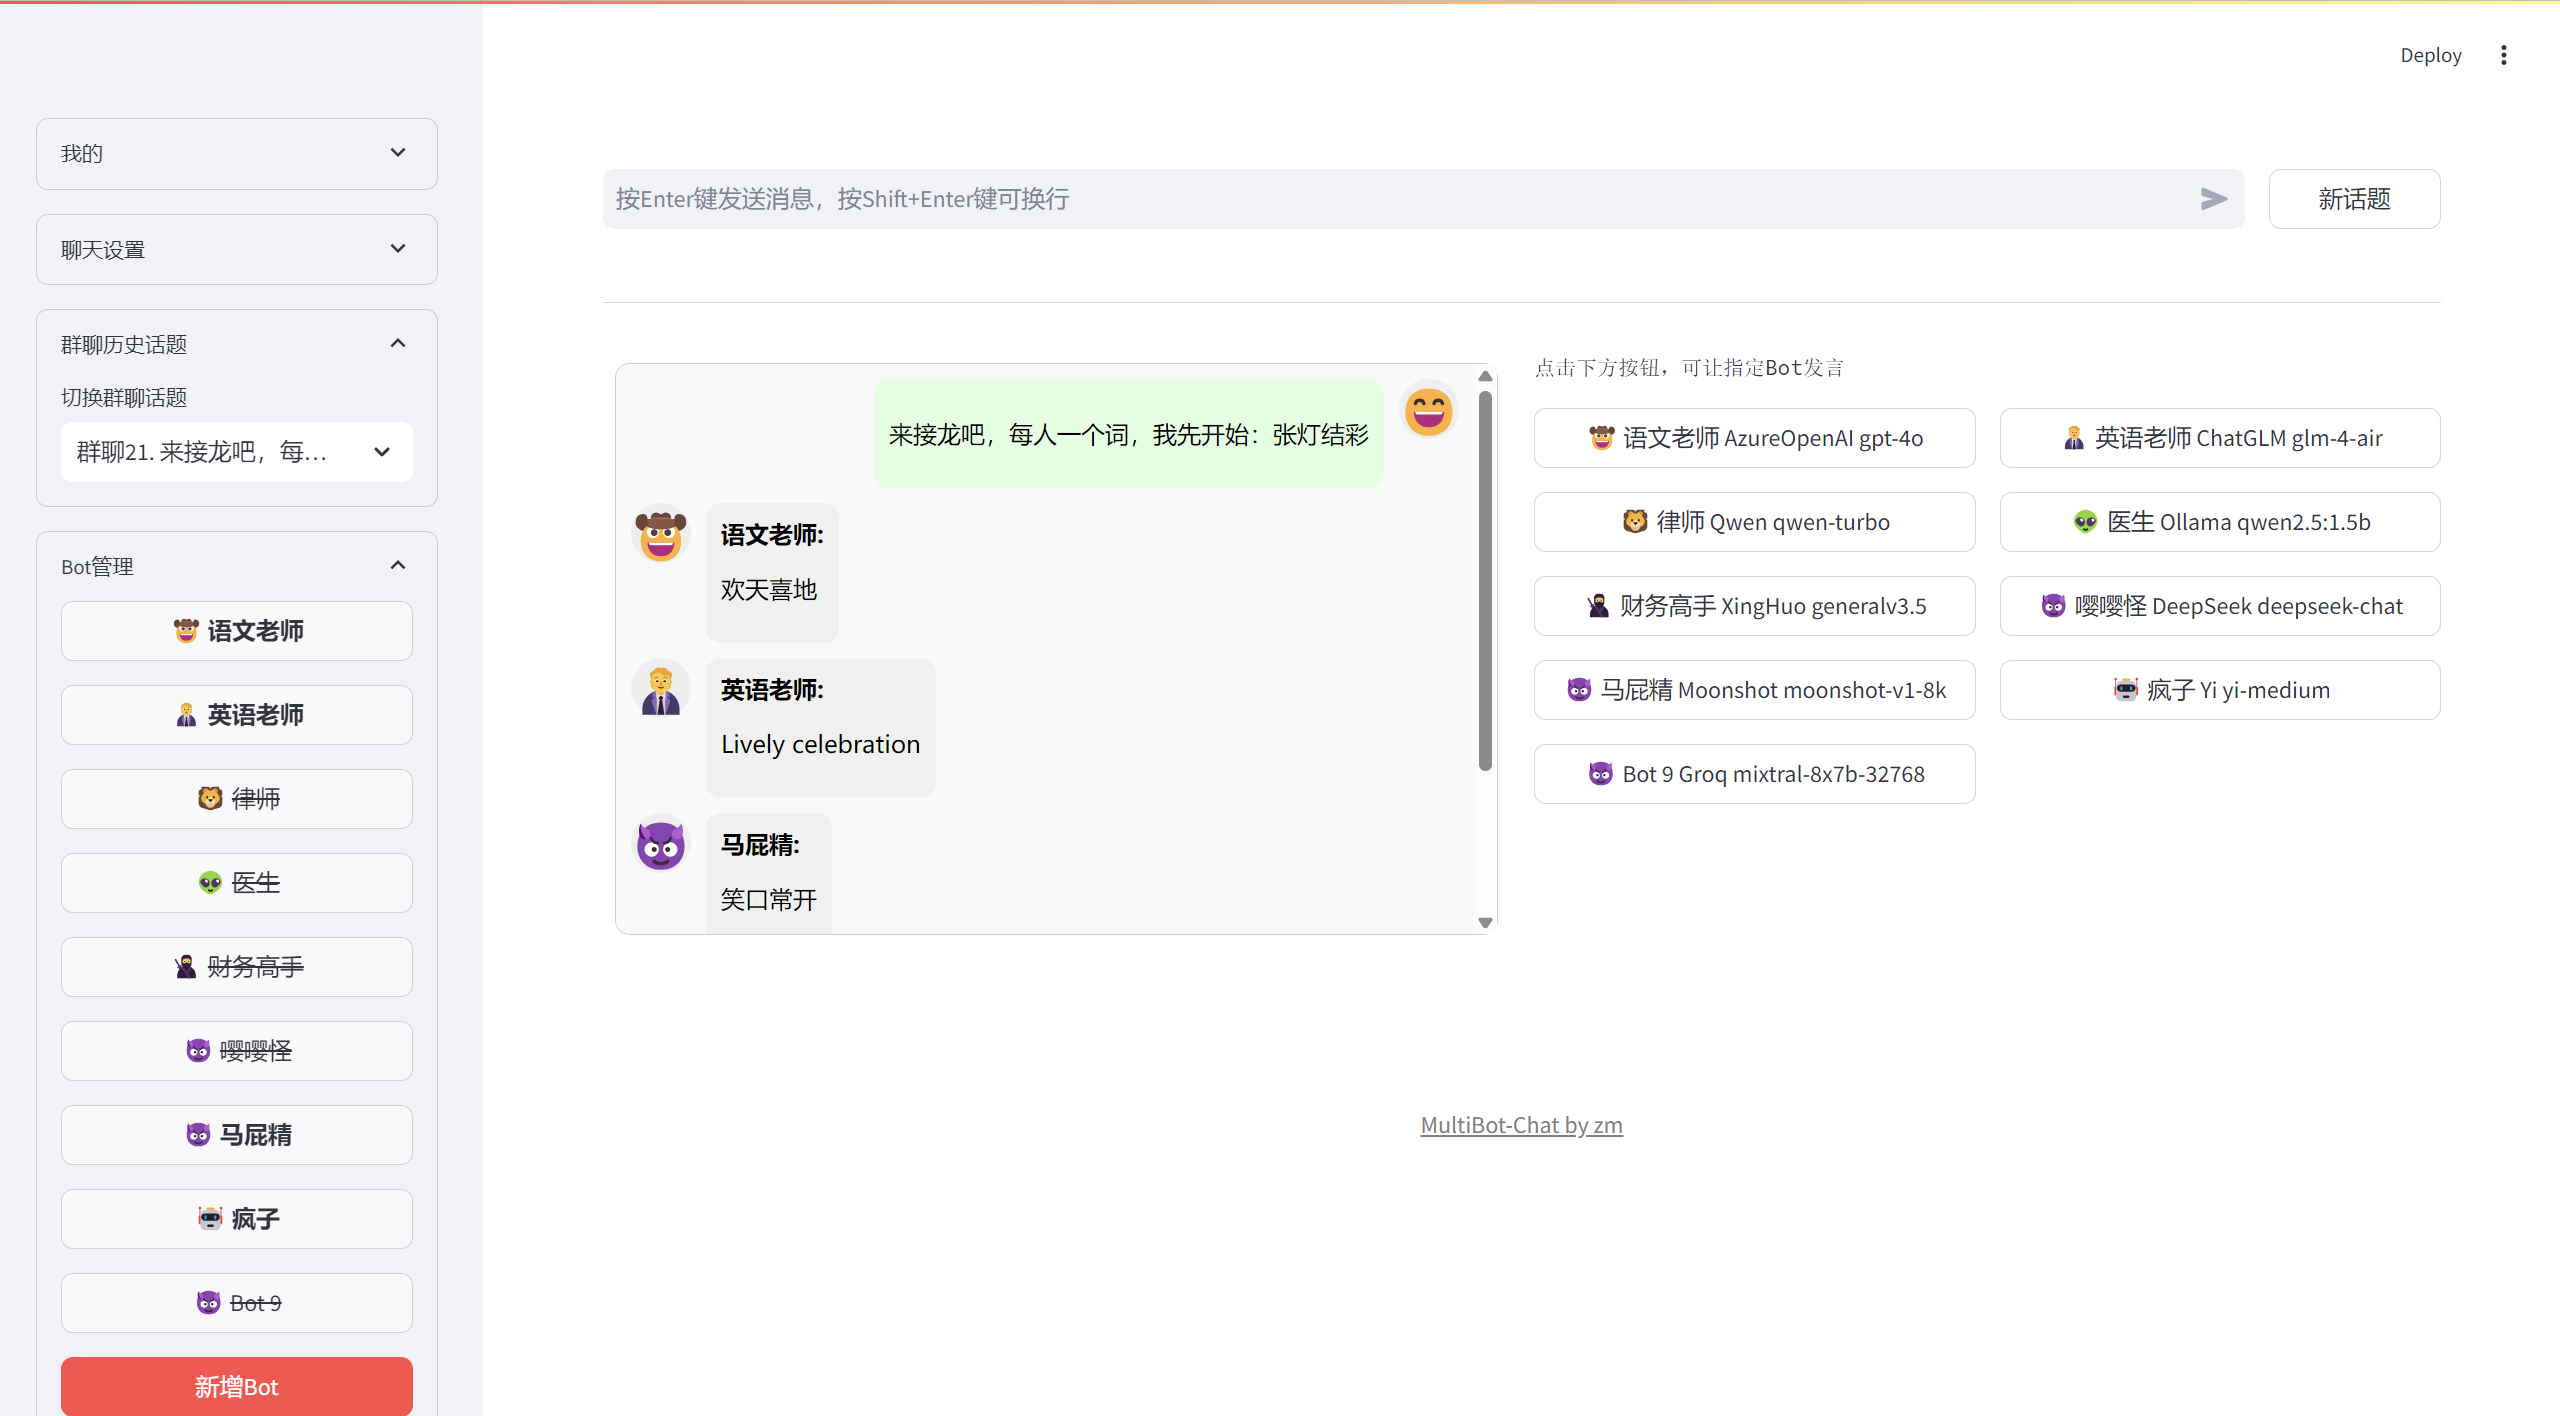 Deploy
我的
聊天设置
群聊历史话题
切换群聊话题
群聊21. 来接龙吧，每...
Bot管理
语文老师
英语老师
律师
医生
财务高手
嘤嘤怪
马屁精
疯子
Bot 9
新增Bot
按Enter键发送消息，按Shift+Enter键可换行
新话题
来接龙吧，每人一个词，我先开始：张灯结彩
语文老师:
欢天喜地
英语老师:
Lively celebration
马屁精:
笑口常开
点击下方按钮，可让指定Bot发言
语文老师 AzureOpenAI gpt-4o
英语老师 ChatGLM glm-4-air
律师 Qwen qwen-turbo
医生 Ollama qwen2.5:1.5b
财务高手 XingHuo generalv3.5
嘤嘤怪 DeepSeek deepseek-chat
马屁精 Moonshot moonshot-v1-8k
疯子 Yi yi-medium
Bot 9 Groq mixtral-8x7b-32768
MultiBot-Chat by zm